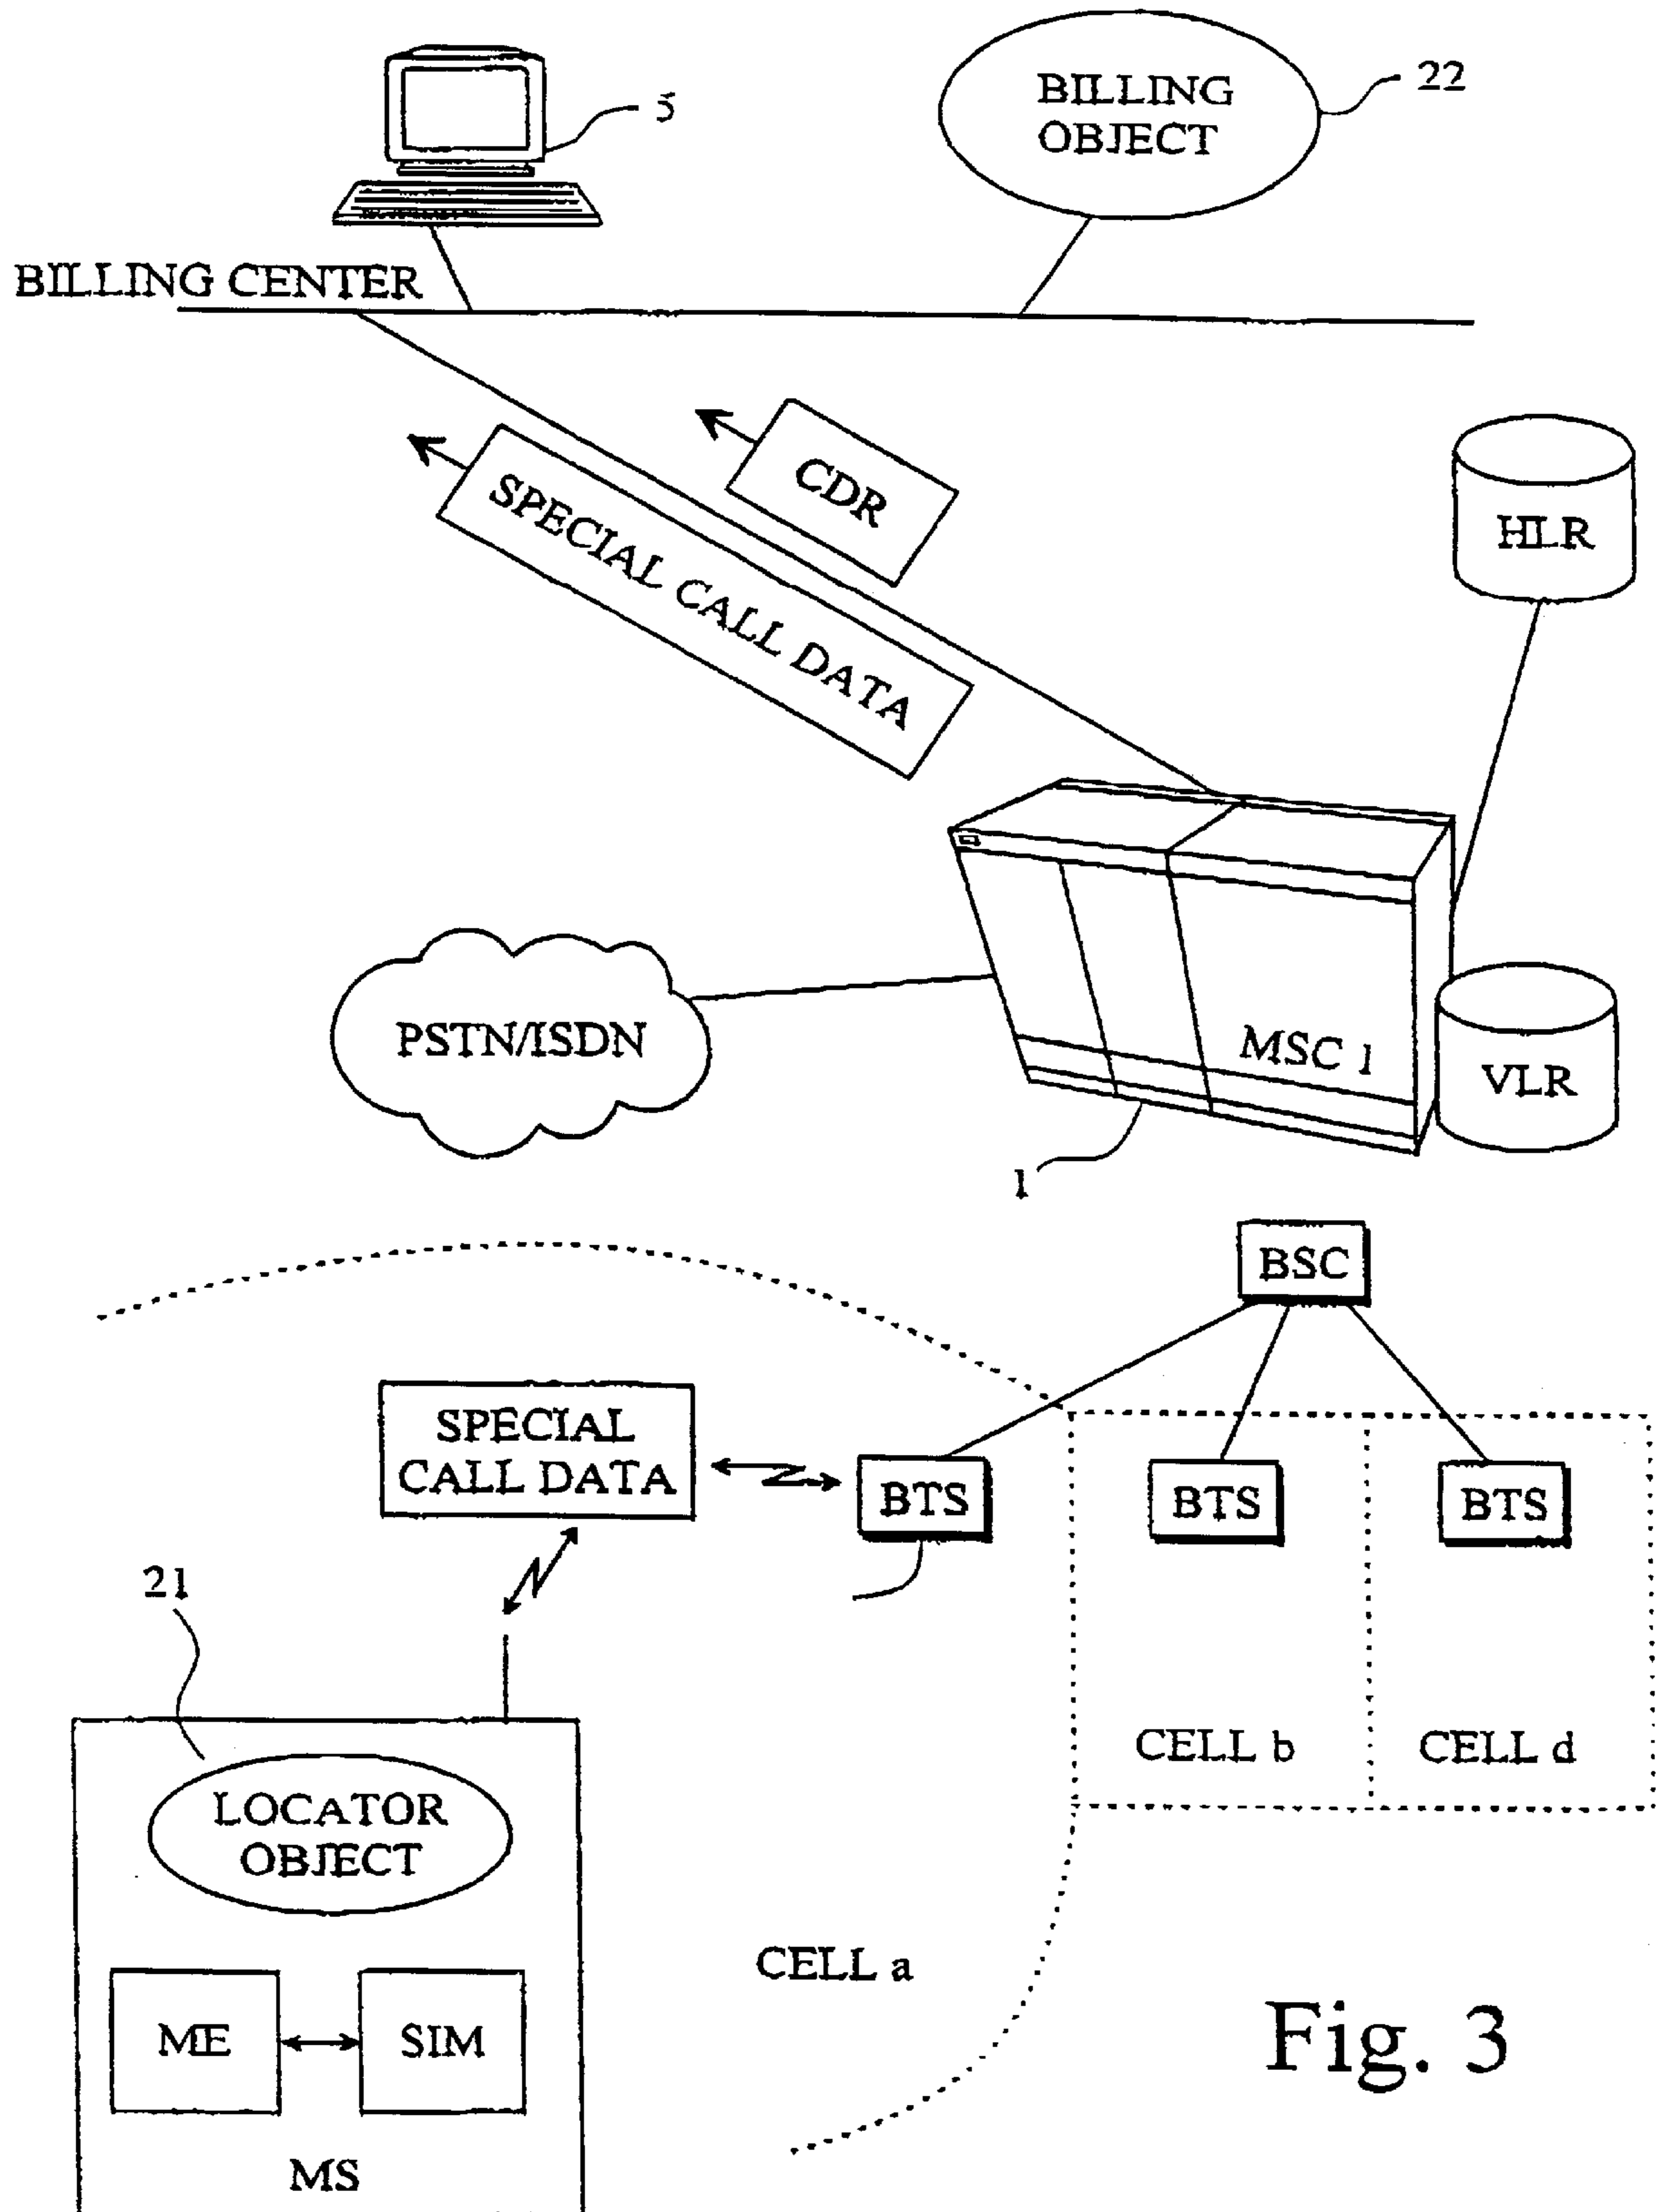 5
BILLING
OBJECT
22
BILLING CENTER
CDR
SPECIAL CALL DATA
HLR
PSTN/ISDN
MSC 1
VLR
1
BSC
SPECIAL
CALL DATA
BTS
BTS
BTS
21
CELL b
CELL d
LOCATOR
OBJECT
CELL a
ME
SIM
MS
Fig. 3